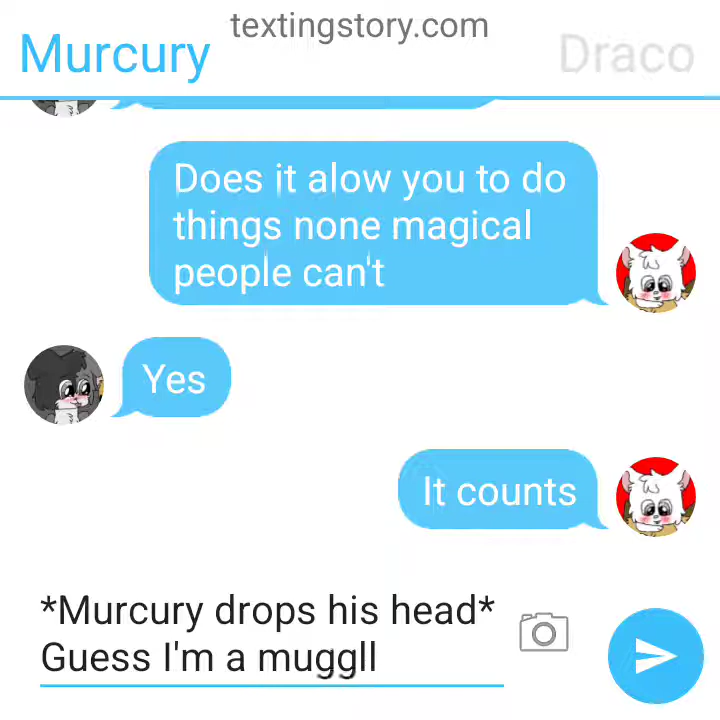 textingstory.com
Murcury
Draco
Does it alow you to do
things none magical
people can't
Yes
It counts
*Murcury drops his head*
Guess I'm a muggll